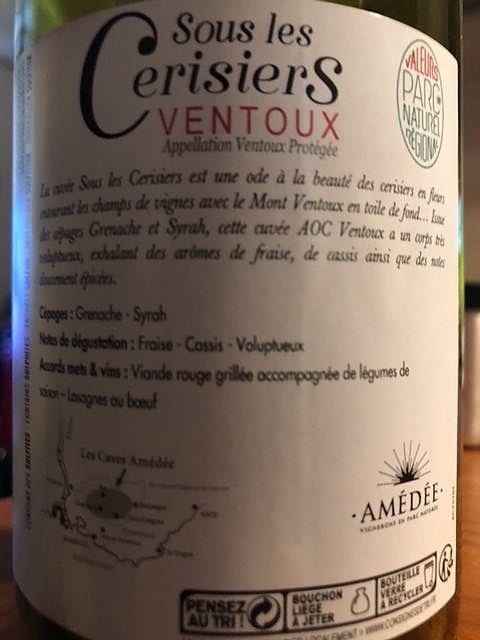 Sous les
Cerisiers
VENTOUX
Appellation Ventoux Protégée
VALEURS
PARC
NATUREL
RÉGIONAL
La cuvée Sous les Cerisiers est une ode à la beauté des cerisiers en fleurs
entourant les champs de vignes avec le Mont Ventoux en toile de fond... Issue
des cépages Grenache et Syrah, cette cuvée AOC Ventoux a un corps très
voluptueux, exhalant des arômes de fraise, de cassis ainsi que des notes
doucement épicées.
Cépages : Grenache - Syrah
Notes de dégustation : Fraise - Cassis - Voluptueux
Accords mets & vins : Viande rouge grillée accompagnée de légumes de
saison - Lasagnes au bœuf
Les Caves Amédée
· AMÉDÉE ·
VIGNERONS EN PARC NATUREL
PENSEZ
AU TRI !
BOUCHON
LIÈGE
À JETER
BOUTEILLE
VERRE
À RECYCLER
WWW.CONSIGNESDETRI.FR